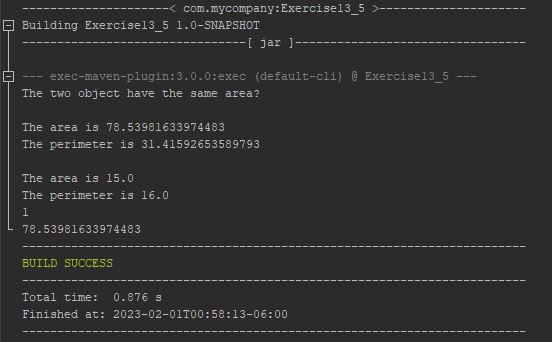 --------------------< com.mycompany:Exercise13_5 >--------------------
Building Exercise13_5 1.0-SNAPSHOT
--------------------------------[ jar ]---------------------------------
--- exec-maven-plugin:3.0.0:exec (default-cli) @ Exercise13_5 ---
The two object have the same area?
The area is 78.53981633974483
The perimeter is 31.41592653589793
The area is 15.0
The perimeter is 16.0
1
78.53981633974483
------------------------------------------------------------------------
BUILD SUCCESS
------------------------------------------------------------------------
Total time:  0.876 s
Finished at: 2023-02-01T00:58:13-06:00
------------------------------------------------------------------------